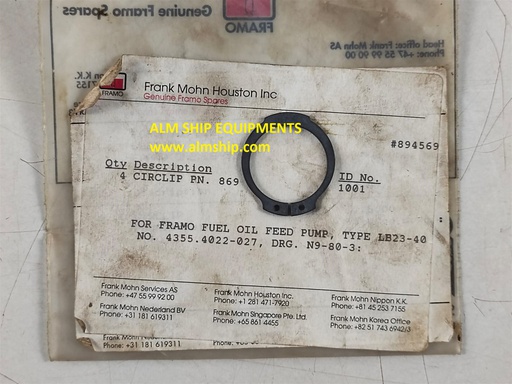 FRAMO
Genuine Framo Spares
FRAMO
Head office: Frank Mohn AS
Phone: +47 55 99 90 00
K.K.
7155
FRAMO
Frank Mohn Houston Inc
Genuine Framo Spares
ALM SHIP EQUIPMENTS
www.almship.com
#894569
Qty Description ID No.
4 CIRCLIP PN. 869 1001
FOR FRAMO FUEL OIL FEED PUMP, TYPE LB23-40
NO. 4355.4022-027, DRG. N9-80-3:
Frank Mohn Services AS
Phone: +47 55 99 92 00
Frank Mohn Houston Inc.
Phone: +1 281 471-7920
Frank Mohn Nippon K.K.
Phone: +81 45 253 7155
Frank Mohn Nederland BV
Phone: +31 181 619311
Frank Mohn Singapore Pte. Ltd.
Phone: +65 861 4455
Frank Mohn Korea Office
Phone: +82 51 743 6942/3
Phone: +31 181 619311